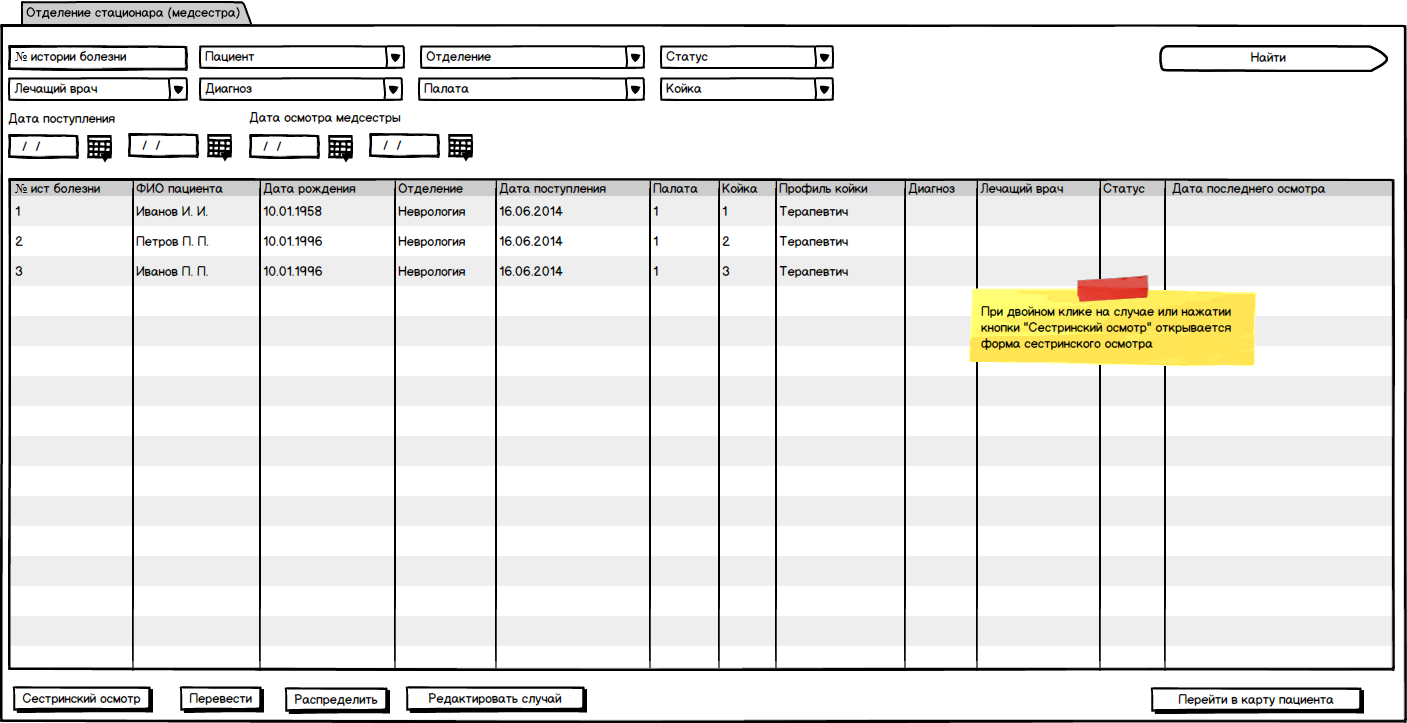 Отделение стационара (медсестра)
№ истории болезни Пациент Отделение Статус Найти
Лечащий врач Диагноз Палата Койка
Дата поступления Дата осмотра медсестры
/ / / / / / / /
№ ист болезни ФИО пациента Дата рождения Отделение Дата поступления Палата Койка Профиль койки Диагноз Лечащий врач Статус Дата последнего осмотра
1 Иванов И. И. 10.01.1958 Неврология 16.06.2014 1 1 Терапевтич
2 Петров П. П. 10.01.1996 Неврология 16.06.2014 1 2 Терапевтич
3 Иванов П. П. 10.01.1996 Неврология 16.06.2014 1 3 Терапевтич
При двойном клике на случае или нажатии
кнопки "Сестринский осмотр" открывается
форма сестринского осмотра
Сестринский осмотр Перевести Распределить Редактировать случай Перейти в карту пациента